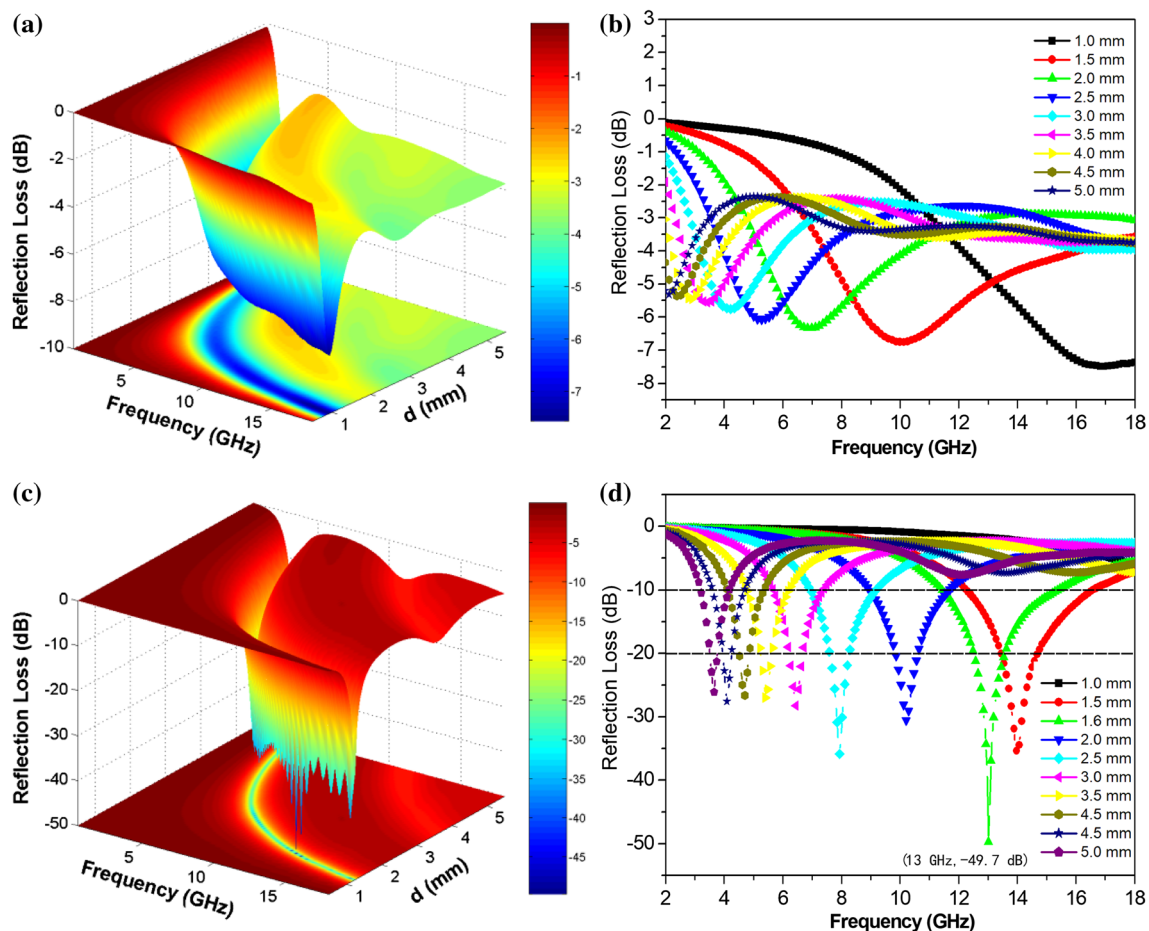 (a)
Reflection Loss (dB)
0
-2
-4
-6
-8
-10
5
10
15
Frequency (GHz)
1
2
3
4
5
d (mm)
-1
-2
-3
-4
-5
-6
-7
(b)
Reflection Loss (dB)
3
2
1
0
-1
-2
-3
-4
-5
-6
-7
-8
2 4 6 8 10 12 14 16 18
Frequency (GHz)
1.0 mm
1.5 mm
2.0 mm
2.5 mm
3.0 mm
3.5 mm
4.0 mm
4.5 mm
5.0 mm
(c)
Reflection Loss (dB)
0
-10
-20
-30
-40
-50
5
10
15
Frequency (GHz)
1
2
3
4
5
d (mm)
-5
-10
-15
-20
-25
-30
-35
-40
-45
(d)
Reflection Loss (dB)
0
-10
-20
-30
-40
-50
2 4 6 8 10 12 14 16 18
Frequency (GHz)
1.0 mm
1.5 mm
1.6 mm
2.0 mm
2.5 mm
3.0 mm
3.5 mm
4.5 mm
4.5 mm
5.0 mm
(13 GHz, -49.7 dB)